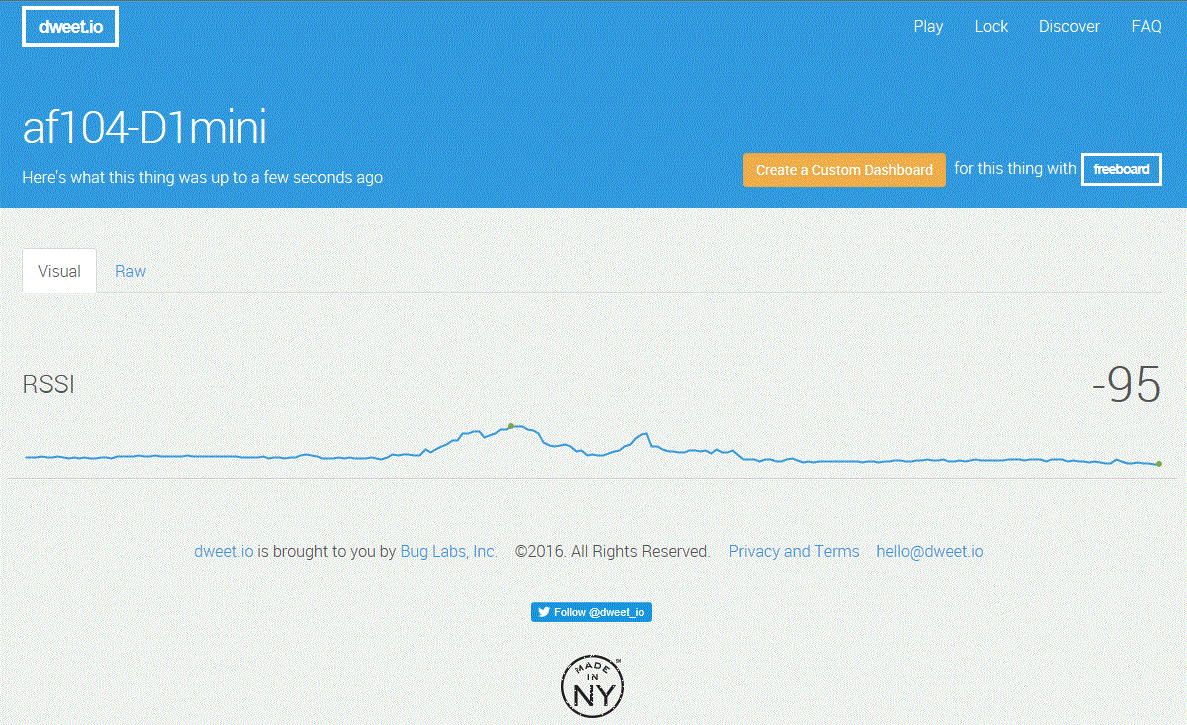 dweet.io
Play Lock Discover FAQ
af104-D1mini
Here's what this thing was up to a few seconds ago
Create a Custom Dashboard for this thing with freeboard
Visual Raw
RSSI -95
dweet.io is brought to you by Bug Labs, Inc. ©2016. All Rights Reserved. Privacy and Terms hello@dweet.io
Follow @dweet_io
MADE
IN
NY